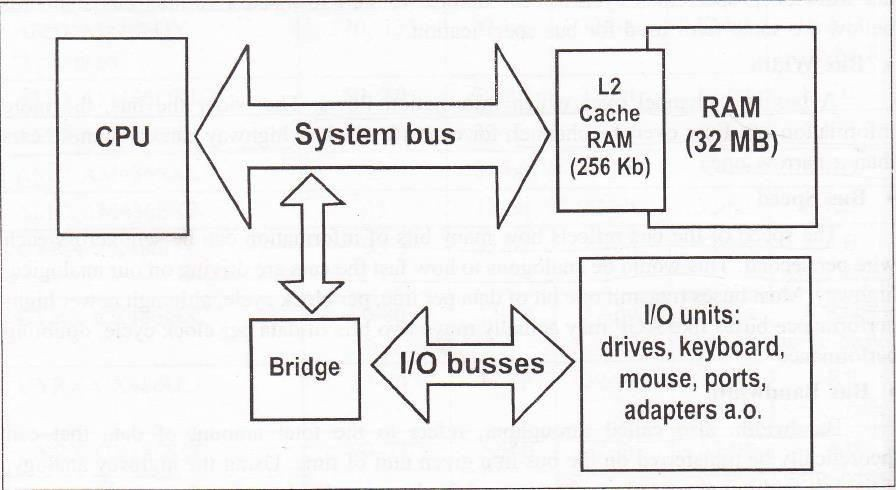 CPU
System bus
L2
Cache
RAM
(256 Kb)
RAM
(32 MB)
Bridge
I/O busses
I/O units:
drives, keyboard,
mouse, ports,
adapters a.o.